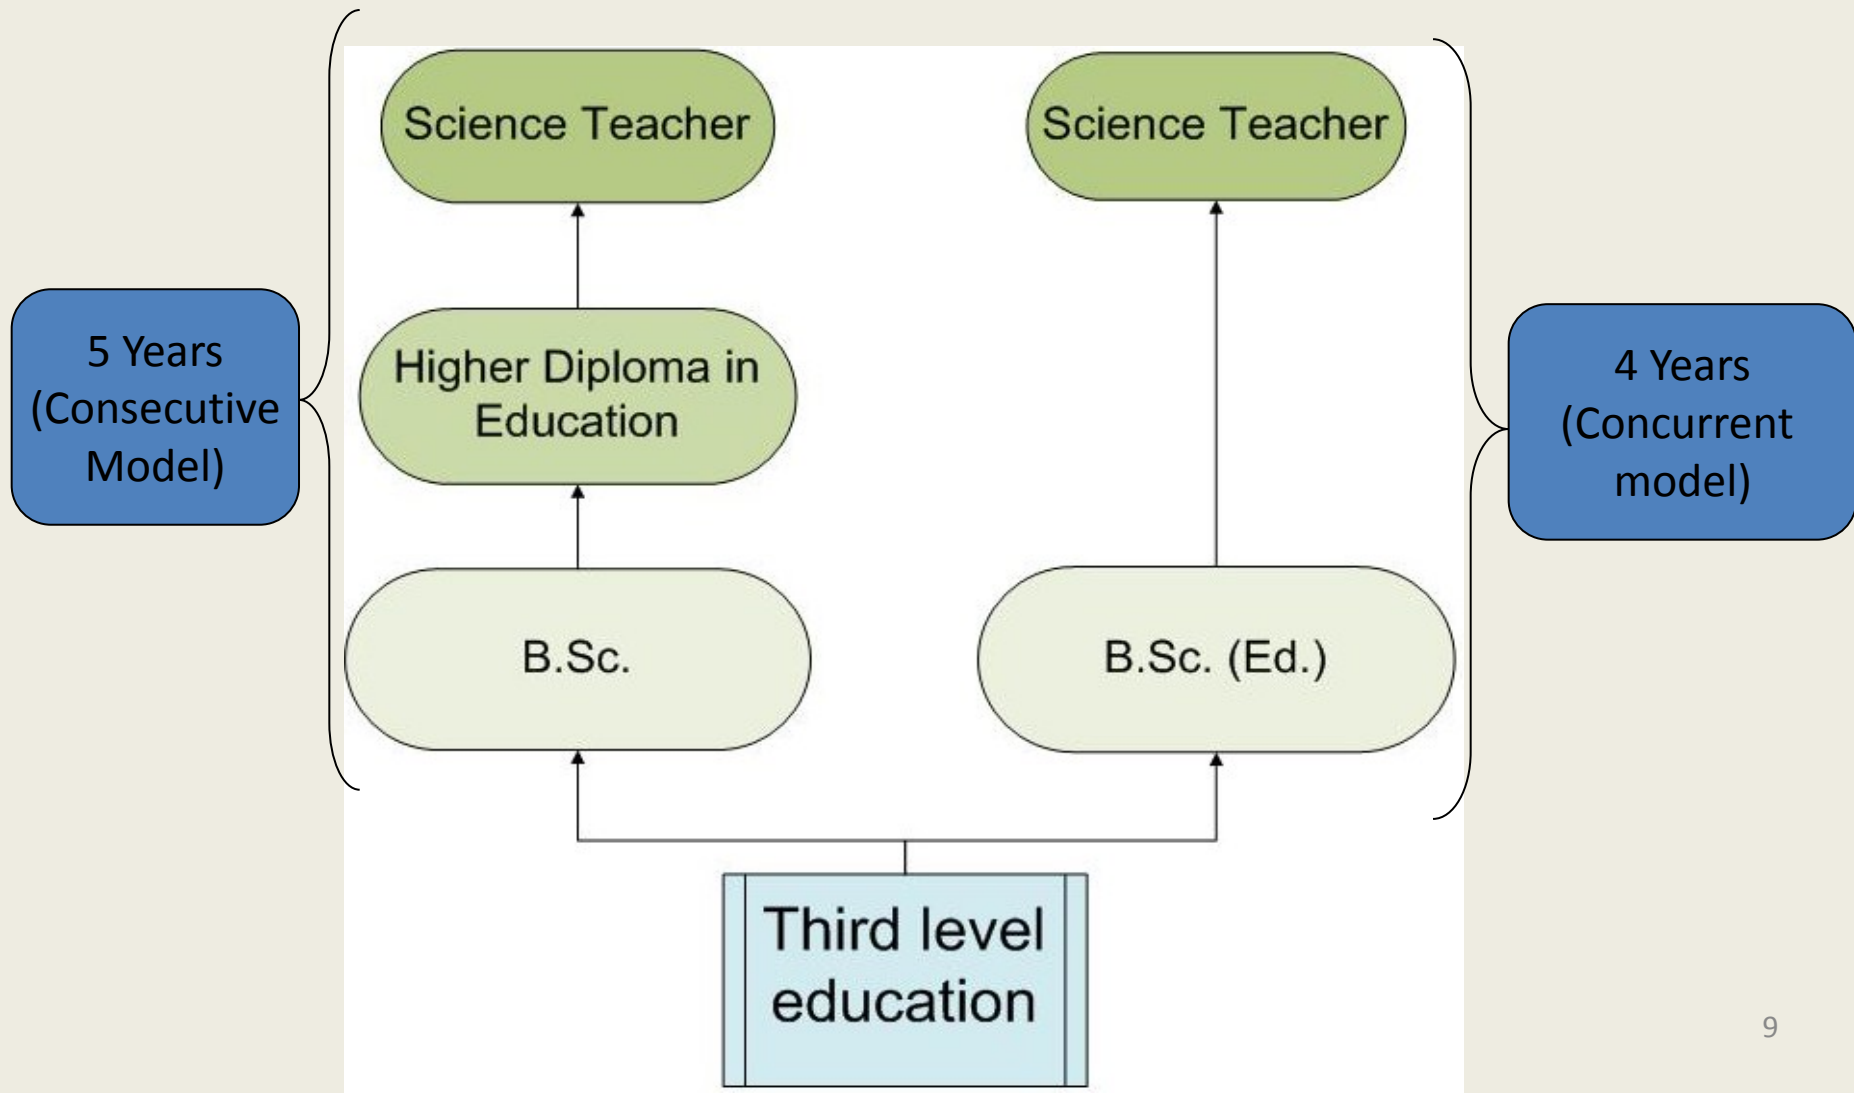 Science Teacher
Science Teacher
5 Years
(Consecutive
Model)
Higher Diploma in
Education
4 Years
(Concurrent
model)
B.Sc.
B.Sc. (Ed.)
Third level
education
9